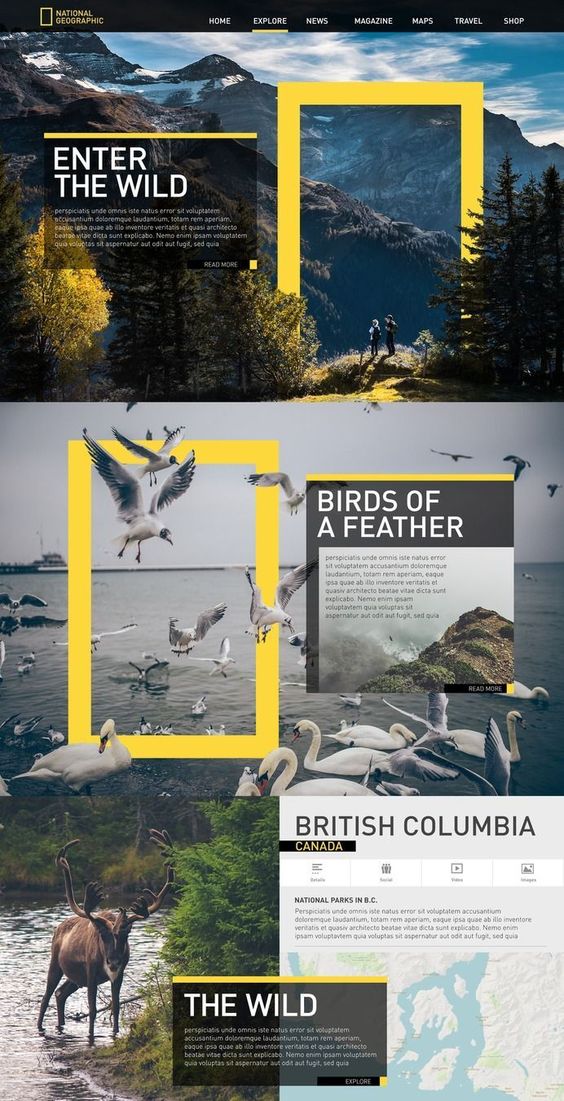 NATIONAL
GEOGRAPHIC
HOME EXPLORE NEWS MAGAZINE MAPS TRAVEL SHOP
ENTER
THE WILD
perspiciatis unde omnis iste natus error sit voluptatem
accusantium doloremque laudantium, totam rem aperiam,
eaque ipsa quae ab illo inventore veritatis et quasi architecto
beatae vitae dicta sunt explicabo. Nemo enim ipsam voluptatem
quia voluptas sit aspernatur aut odit aut fugit, sed quia
READ MORE
BIRDS OF
A FEATHER
perspiciatis unde omnis iste natus error sit
voluptatem accusantium doloremque
laudantium, totam rem aperiam, eaque
ipsa quae ab illo inventore veritatis et
quasi architecto beatae vitae dicta sunt
explicabo. Nemo enim ipsam
voluptavtem quia voluptas sit
aspernatur aut odit aut fugit, sed quia
READ MORE
BRITISH COLUMBIA
CANADA
Details Social Video Images
NATIONAL PARKS IN B.C.
Perspiciatis unde omnis iste natus error sit voluptatem accusantium
doloremque laudantium, totam rem aperiam, eaque ipsa quae ab illo inventore
veritatis et quasi architecto beatae vitae dicta sunt explicabo. Nemo enim
ipsam voluptatem quia voluptas sit aspernatur aut odit aut fugit, sed quia
THE WILD
perspiciatis unde omnis iste natus error sit voluptatem
accusantium doloremque laudantium, totam rem aperiam,
eaque ipsa quae ab illo inventore veritatis et quasi architecto
beatae vitae dicta sunt explicabo. Nemo enim ipsam voluptatem
quia voluptas sit aspernatur aut odit aut fugit, sed quia
EXPLORE